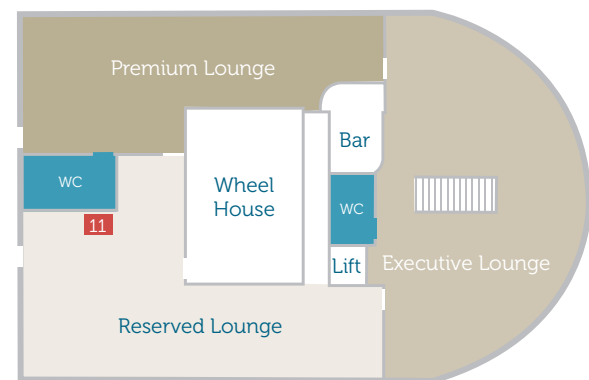 Premium Lounge
Bar
WC
Wheel
House
WC
11
Lift
Executive Lounge
Reserved Lounge